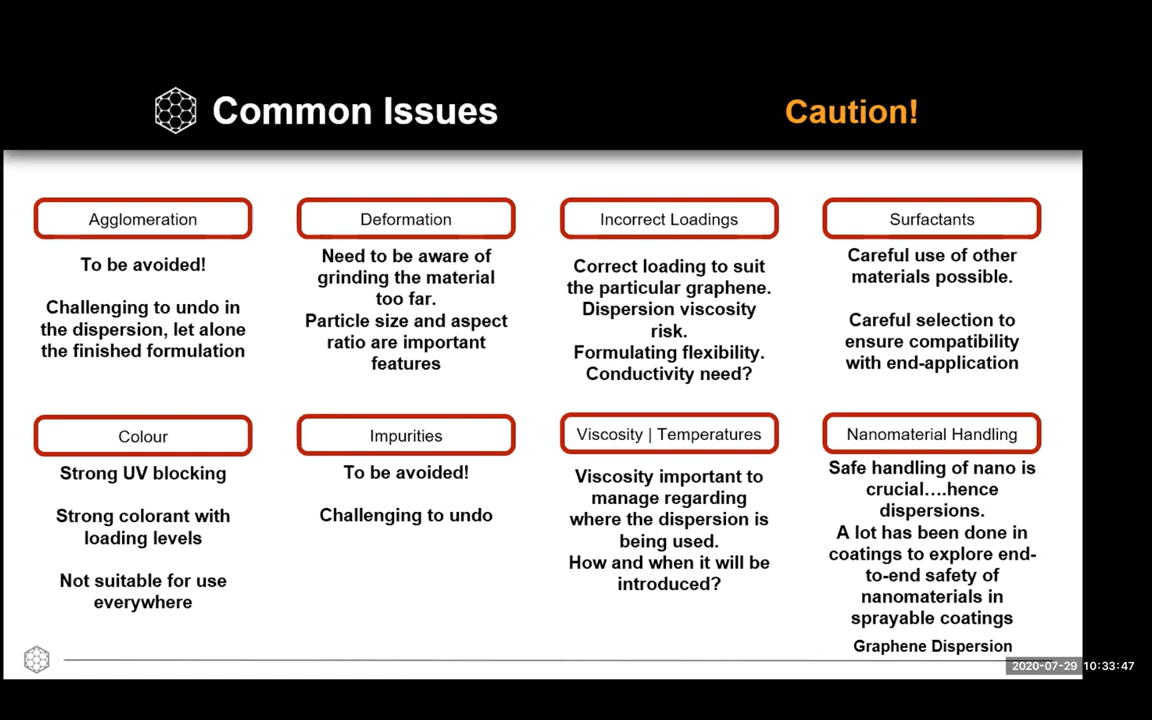 Common Issues
Caution!
Agglomeration
To be avoided!
Challenging to undo in
the dispersion, let alone
the finished formulation
Deformation
Need to be aware of
grinding the material
too far.
Particle size and aspect
ratio are important
features
Incorrect Loadings
Correct loading to suit
the particular graphene.
Dispersion viscosity
risk.
Formulating flexibility.
Conductivity need?
Surfactants
Careful use of other
materials possible.
Careful selection to
ensure compatibility
with end-application
Colour
Strong UV blocking
Strong colorant with
loading levels
Not suitable for use
everywhere
Impurities
To be avoided!
Challenging to undo
Viscosity | Temperatures
Viscosity important to
manage regarding
where the dispersion is
being used.
How and when it will be
introduced?
Nanomaterial Handling
Safe handling of nano is
crucial....hence
dispersions.
A lot has been done in
coatings to explore end-
to-end safety of
nanomaterials in
sprayable coatings
Graphene Dispersion
2020-07-29 10:33:47